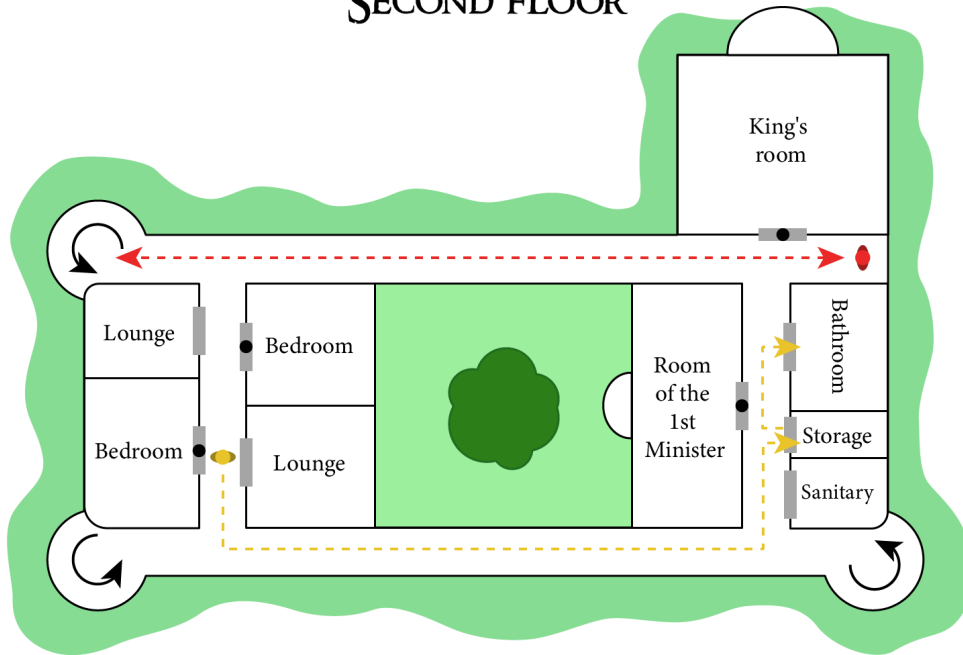 SECOND FLOOR
King's
room
Lounge
Bedroom
Bedroom
Lounge
Room
of the
1st
Minister
Bathroom
Storage
Sanitary